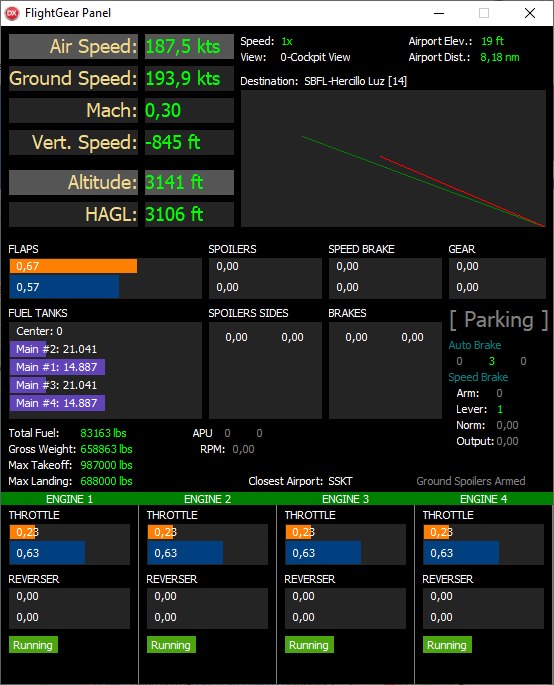 DX FlightGear Panel
Air Speed: 187,5 kts
Ground Speed: 193,9 kts
Mach: 0,30
Vert. Speed: -845 ft
Altitude: 3141 ft
HAGL: 3106 ft
Speed: 1x Airport Elev.: 19 ft
View: 0-Cockpit View Airport Dist.: 8,18 nm
Destination: SBFL-Hercillo Luz [14]
FLAPS SPOILERS SPEED BRAKE GEAR
0,67 0,00 0,00 0,00
0,57 0,00 0,00 0,00
FUEL TANKS SPOILERS SIDES BRAKES [ Parking ]
Center: 0 0,00 0,00 0,00 0,00
Main #2: 21.041
Main #1: 14.887
Main #3: 21.041
Main #4: 14.887
Auto Brake
0 3 0
Speed Brake
Arm: 0
Lever: 1
Norm: 0,00
Output: 0,00
Total Fuel: 83163 lbs APU 0 0
Gross Weight: 658863 lbs RPM: 0,00
Max Takeoff: 987000 lbs
Max Landing: 688000 lbs Closest Airport: SSKT Ground Spoilers Armed
ENGINE 1 ENGINE 2 ENGINE 3 ENGINE 4
THROTTLE THROTTLE THROTTLE THROTTLE
0,23 0,23 0,23 0,23
0,63 0,63 0,63 0,63
REVERSER REVERSER REVERSER REVERSER
0,00 0,00 0,00 0,00
0,00 0,00 0,00 0,00
Running Running Running Running